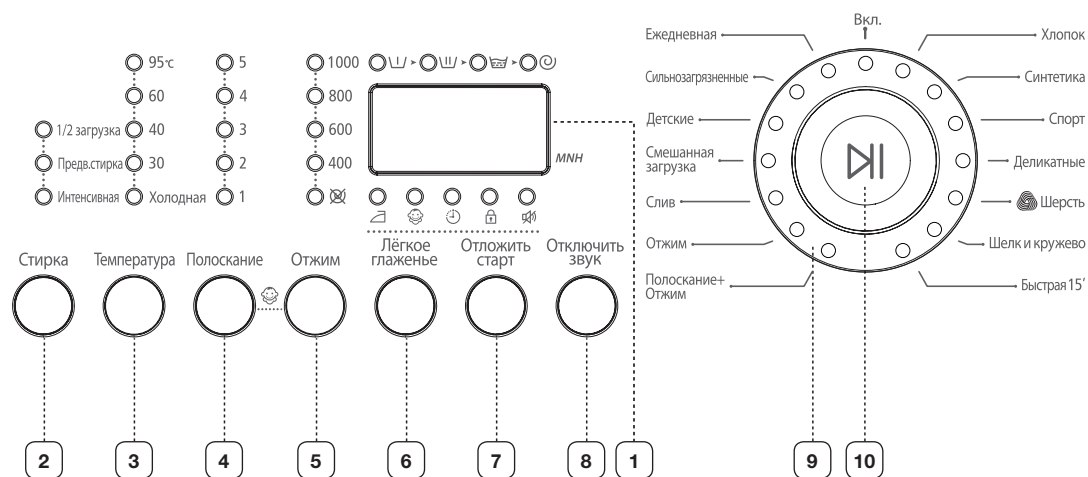 Вкл.
Ежедневная
Хлопок
Сильнозагрязненные
Синтетика
Детские
Спорт
Смешанная
загрузка
Деликатные
Слив
Шерсть
Отжим
Шелк и кружево
Полоскание+
Отжим
Быстрая 15'
95°c 5 1000
60 4 800
1/2 загрузка 40 3 600
Предв.стирка 30 2 400
Интенсивная Холодная 1
MNH
Стирка
Температура
Полоскание
Отжим
Лёгкое
глаженье
Отложить
старт
Отключить
звук
2 3 4 5 6 7 8 1 9 10